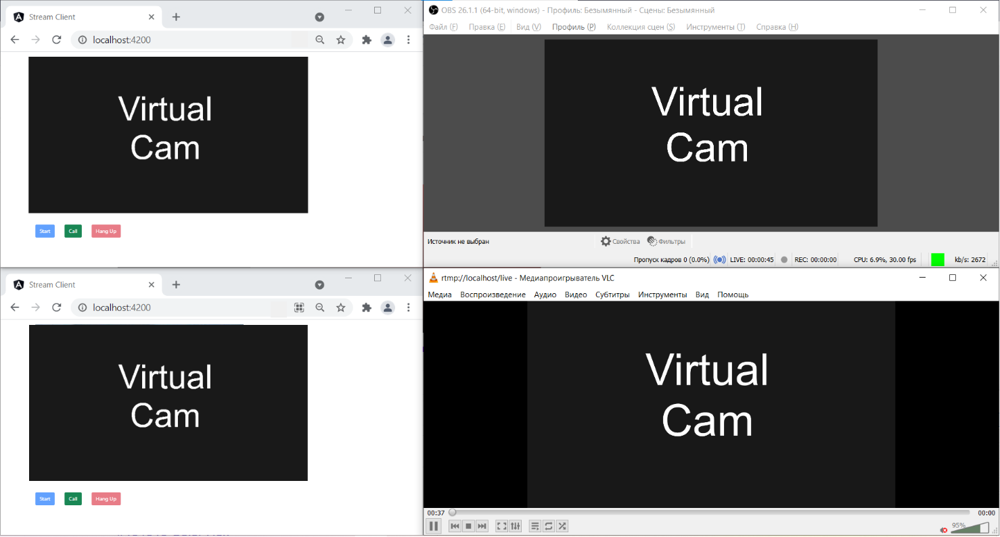 Stream Client
localhost:4200
Virtual
Cam
Start Call Hang Up
OBS 26.1.1 (64-bit, windows) - Профиль: Безымянный - Сцены: Безымянный
Файл (F) Правка (E) Вид (V) Профиль (P) Коллекция сцен (S) Инструменты (T) Справка (H)
Virtual
Cam
Источник не выбран Свойства Фильтры
Пропуск кадров 0 (0.0%) LIVE: 00:00:45 REC: 00:00:00 CPU: 6.9%, 30.00 fps kb/s: 2672
Stream Client
localhost:4200
Virtual
Cam
Start Call Hang Up
rtmp://localhost/live - Медиапроигрыватель VLC
Медиа Воспроизведение Аудио Видео Субтитры Инструменты Вид Помощь
Virtual
Cam
00:37 00:00
95%